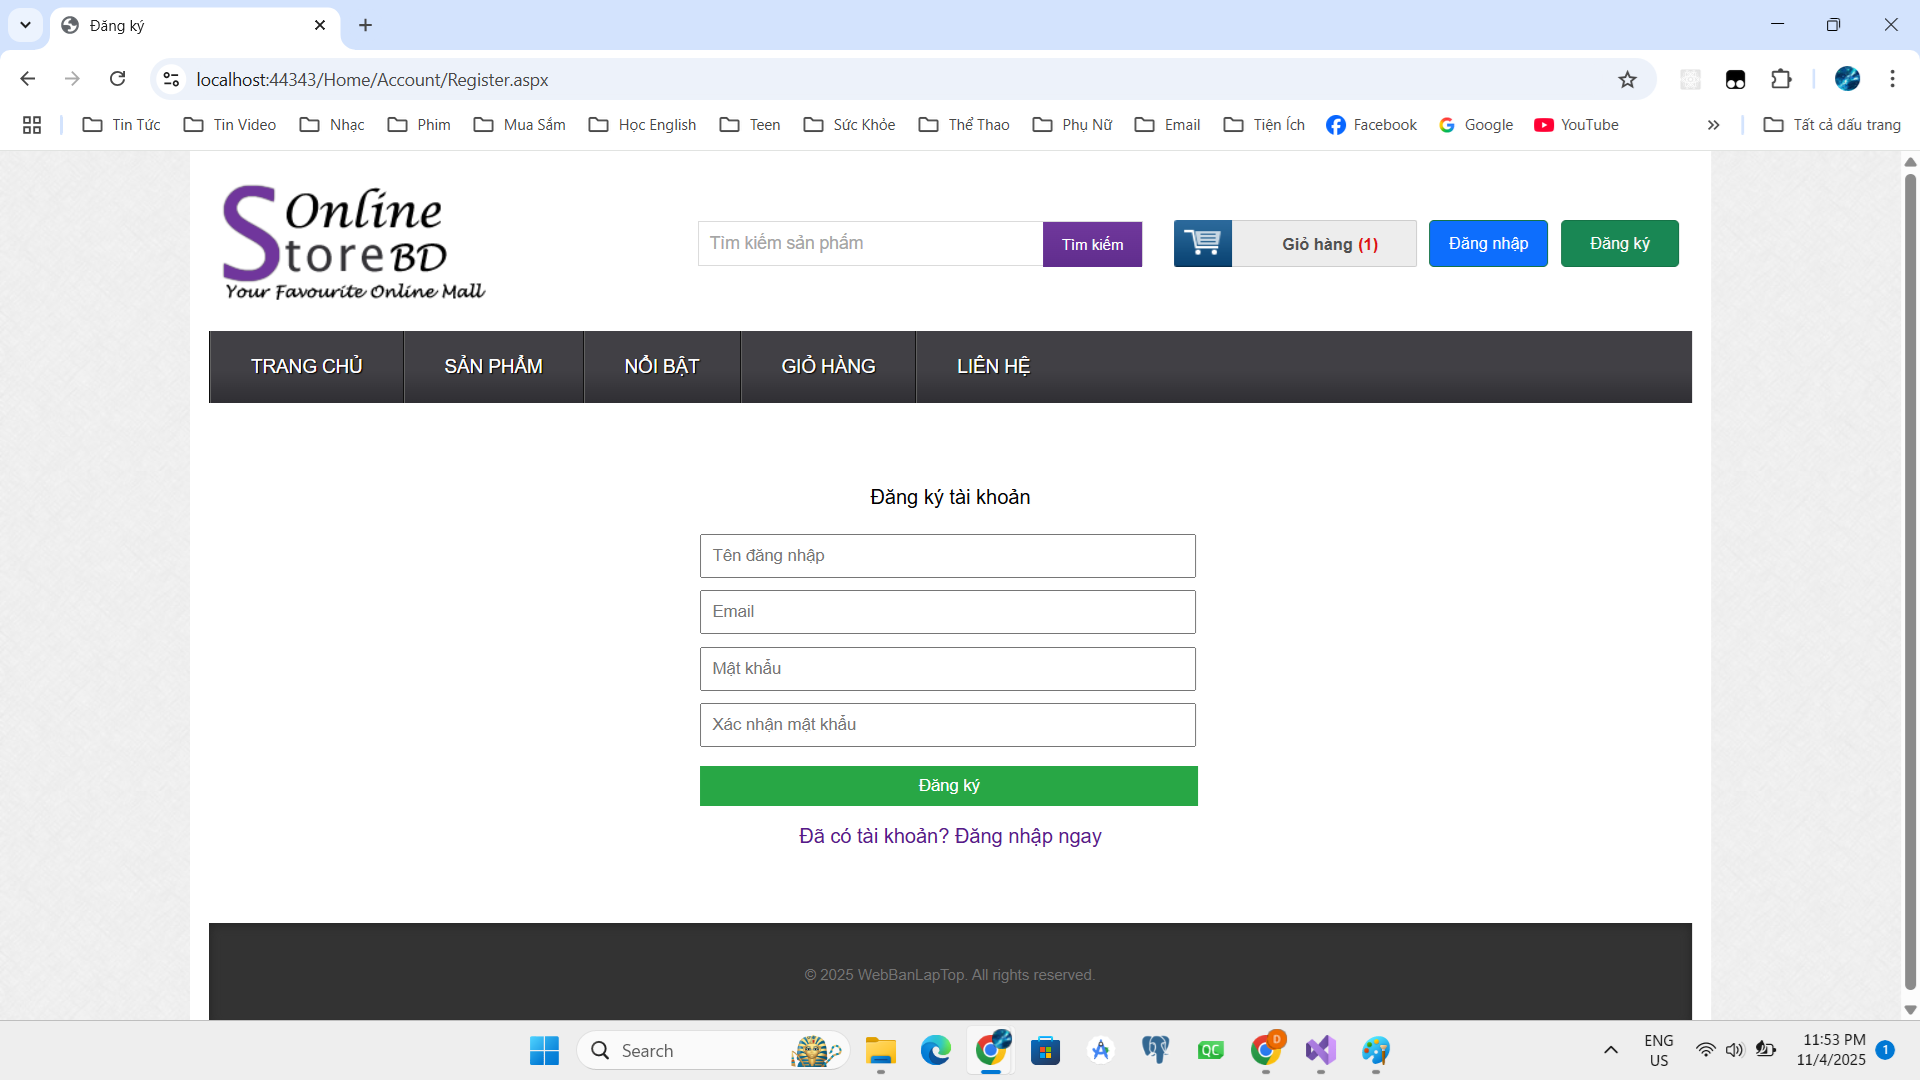 Đăng ký
localhost:44343/Home/Account/Register.aspx
Tin Tức Tin Video Nhạc Phim Mua Sắm Học English Teen Sức Khỏe Thể Thao Phụ Nữ Email Tiện Ích Facebook Google YouTube Tất cả dấu trang
Online
Store BD
Your Favourite Online Mall
Tìm kiếm sản phẩm Tìm kiếm Giỏ hàng (1) Đăng nhập Đăng ký
TRANG CHỦ SẢN PHẨM NỔI BẬT GIỎ HÀNG LIÊN HỆ
Đăng ký tài khoản
Tên đăng nhập
Email
Mật khẩu
Xác nhận mật khẩu
Đăng ký
Đã có tài khoản? Đăng nhập ngay
© 2025 WebBanLapTop. All rights reserved.
Search QC D ENG 11:53 PM 1
US 11/4/2025